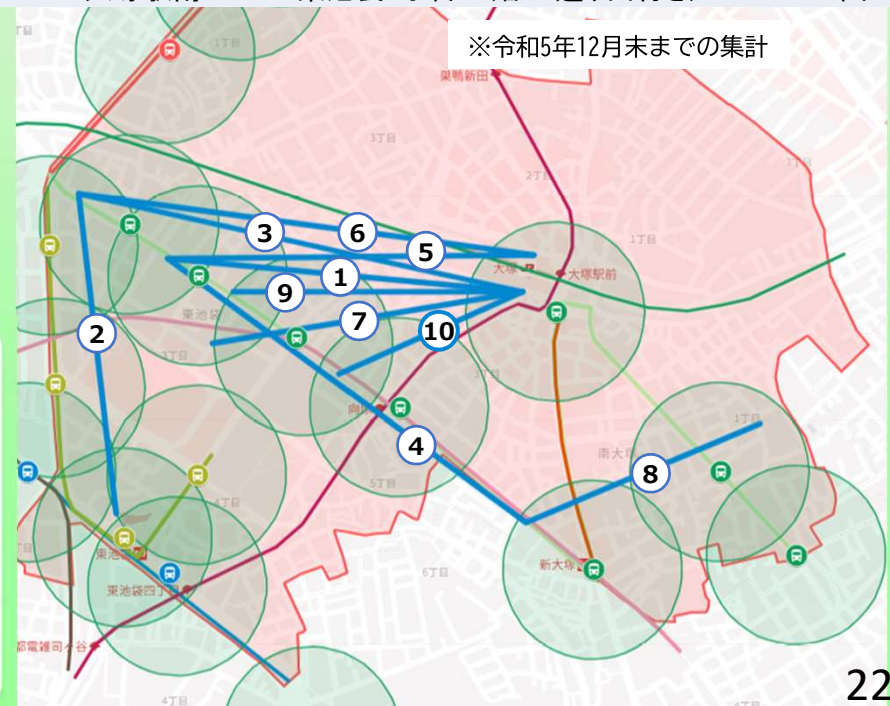 ※令和5年12月末までの集計
巣鴨新田
1丁目
3丁目
2丁目
1丁目
1丁目
3
6
5
大塚
大塚駅前
1
9
東池袋
7
10
2
3丁目
4
1丁目
南大塚
8
5丁目
4丁目
6丁目
新大塚
東池袋四丁目
都電雑司ヶ谷
4丁目
22